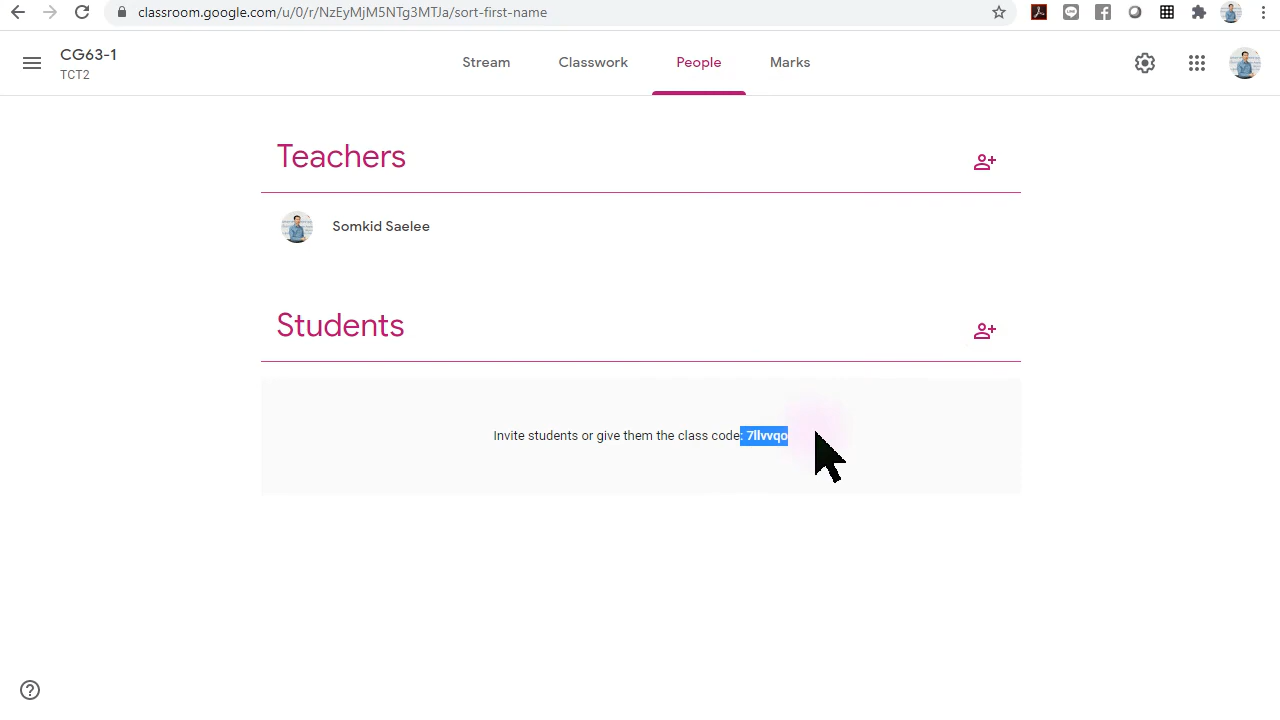 classroom.google.com/u/0/r/NzEyMjM5NTg3MTJa/sort-first-name
CG63-1
TCT2
Stream
Classwork
People
Marks
Teachers
Somkid Saelee
Students
Invite students or give them the class code: 7llvvqo